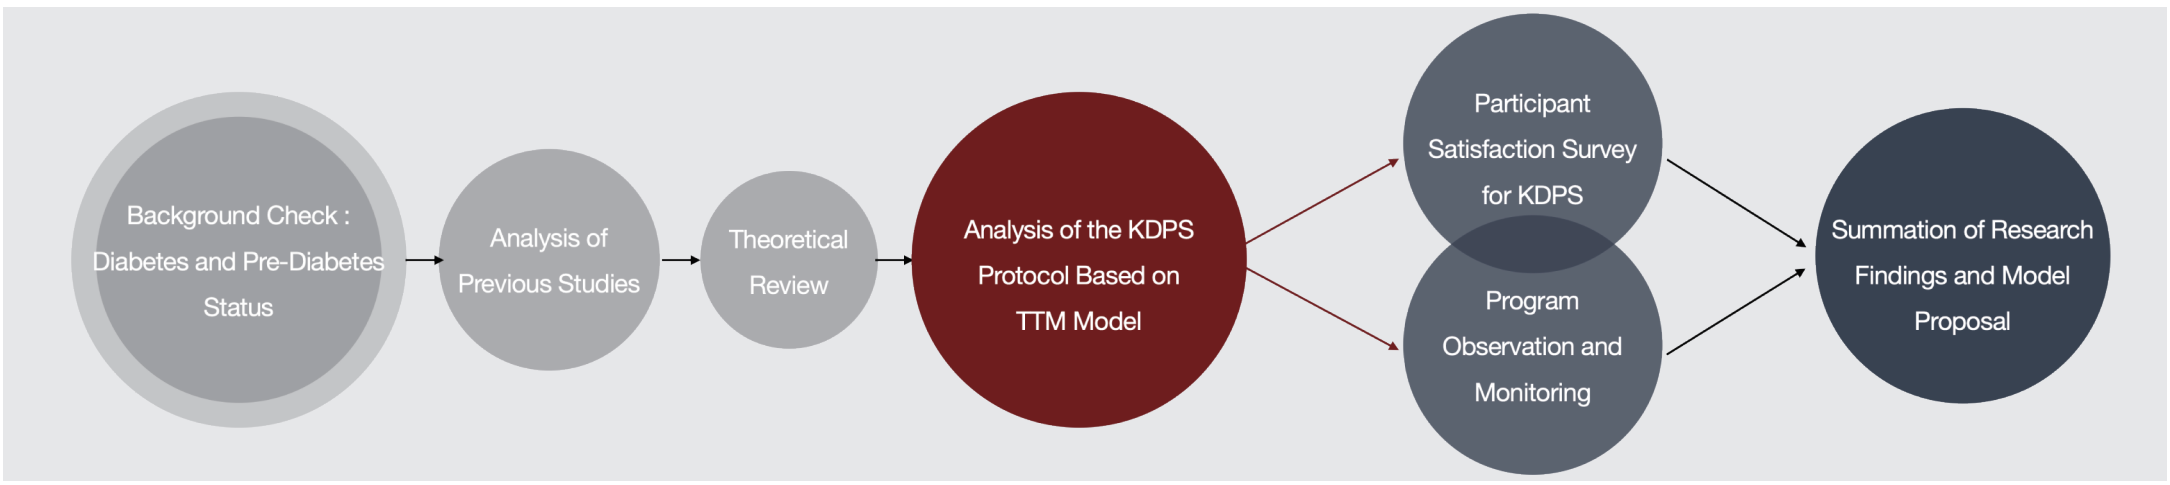 Background Check :
Diabetes and Pre-Diabetes
Status
Analysis of
Previous Studies
Theoretical
Review
Analysis of the KDPS
Protocol Based on
TTM Model
Participant
Satisfaction Survey
for KDPS
Program
Observation and
Monitoring
Summation of Research
Findings and Model
Proposal